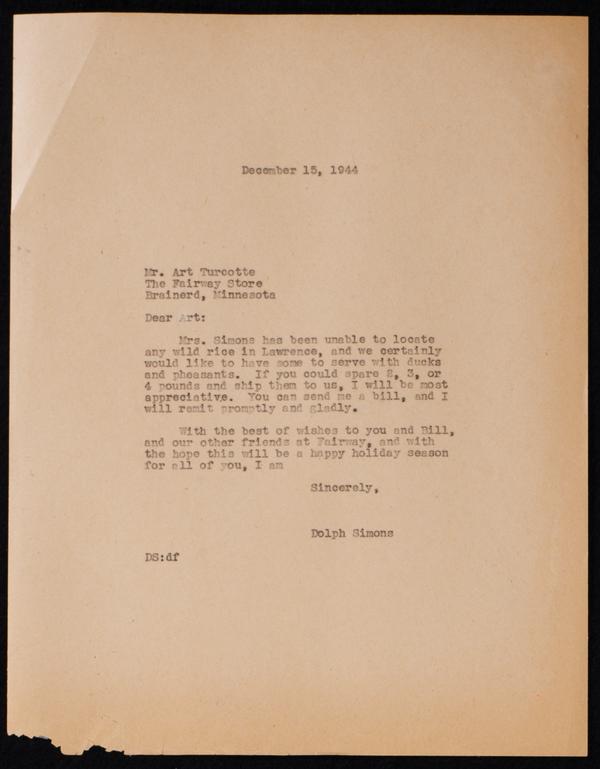 December 15, 1944
Mr. Art Turcotte
The Fairway Store
Brainerd, Minnesota
Dear Art:
Mrs. Simons has been unable to locate
any wild rice in Lawrence, and we certainly
would like to have some to serve with ducks
and pheasants. If you could spare 2, 3, or
4 pounds and ship them to us, I will be most
appreciative. You can send me a bill, and I
will remit promptly and gladly.
With the best of wishes to you and Bill,
and our other friends at Fairway, and with
the hope this will be a happy holiday season
for all of you, I am
Sincerely,
Dolph Simons
DS:df